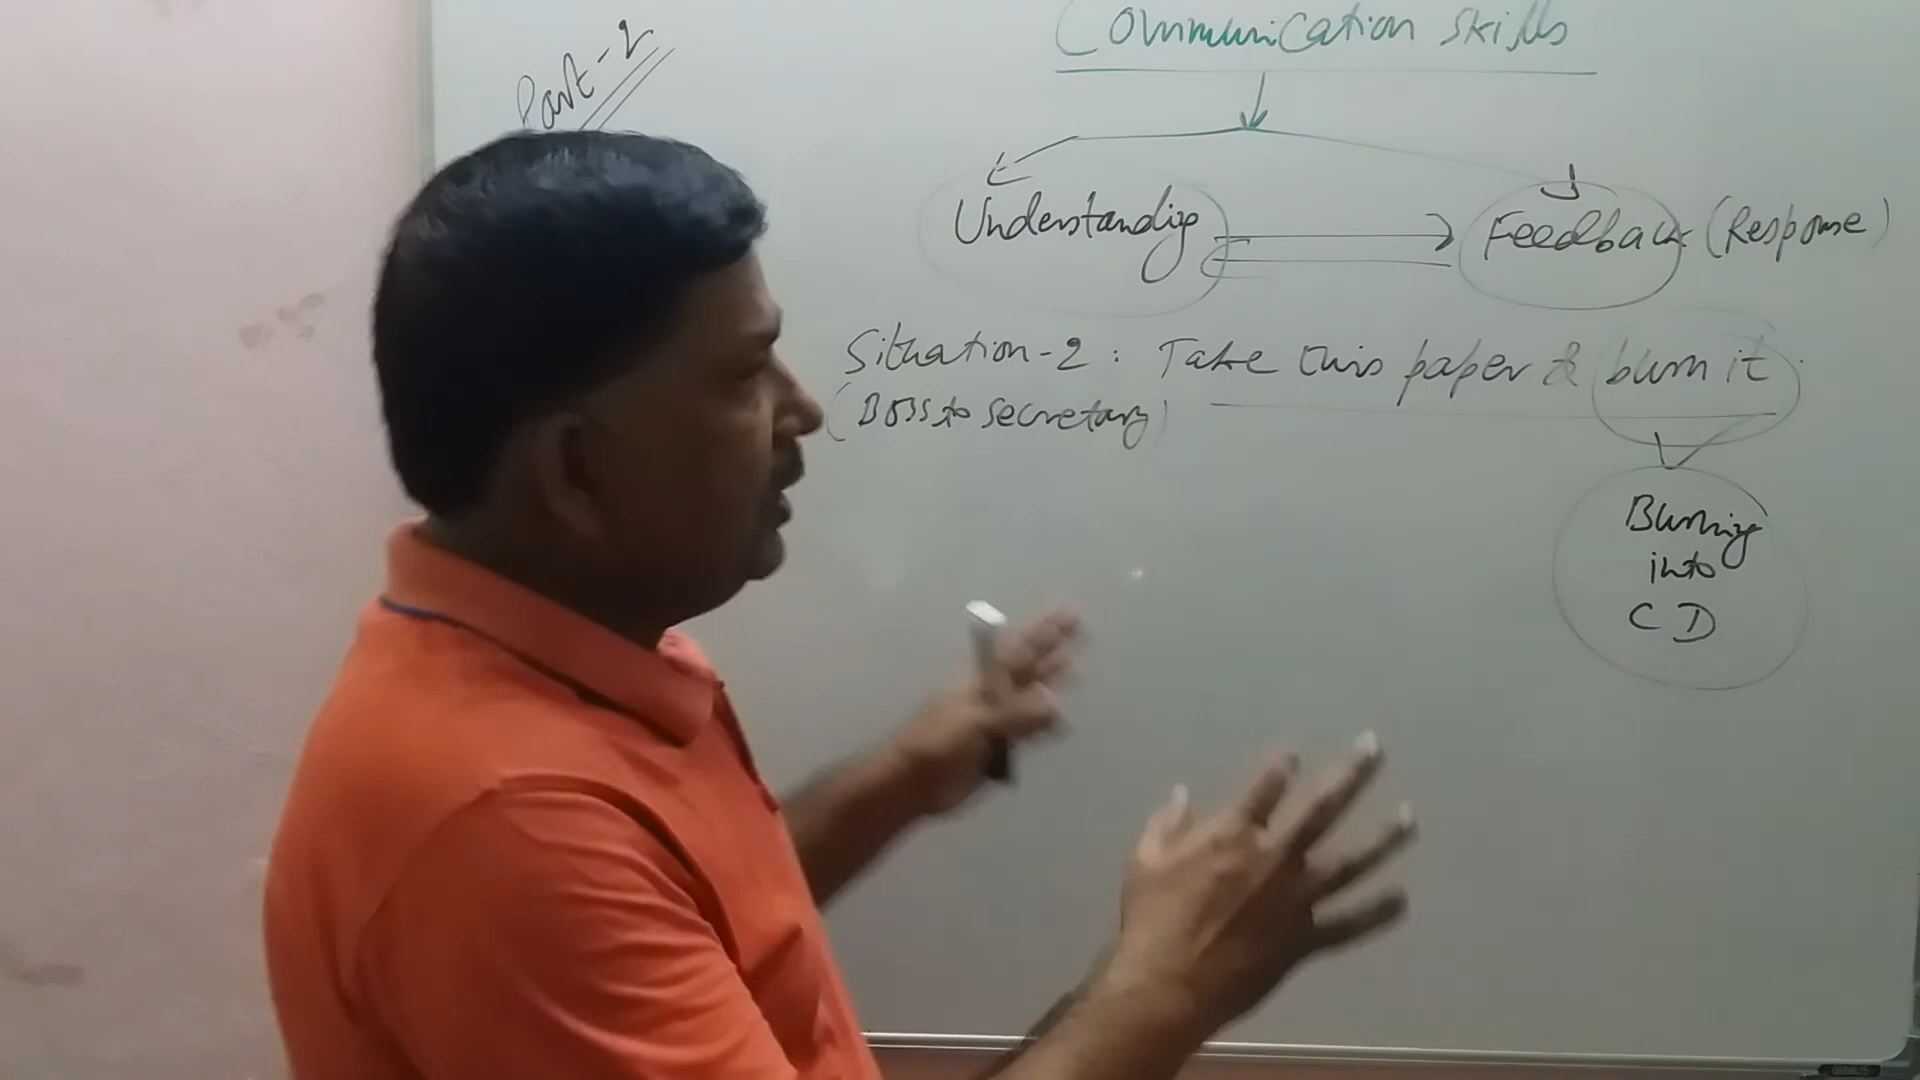 Part-2
Communication skills
Understanding
Feedback (Response)
Situation-2: Take this paper & burn it.
(Boss to secretary)
Burning
into
CD